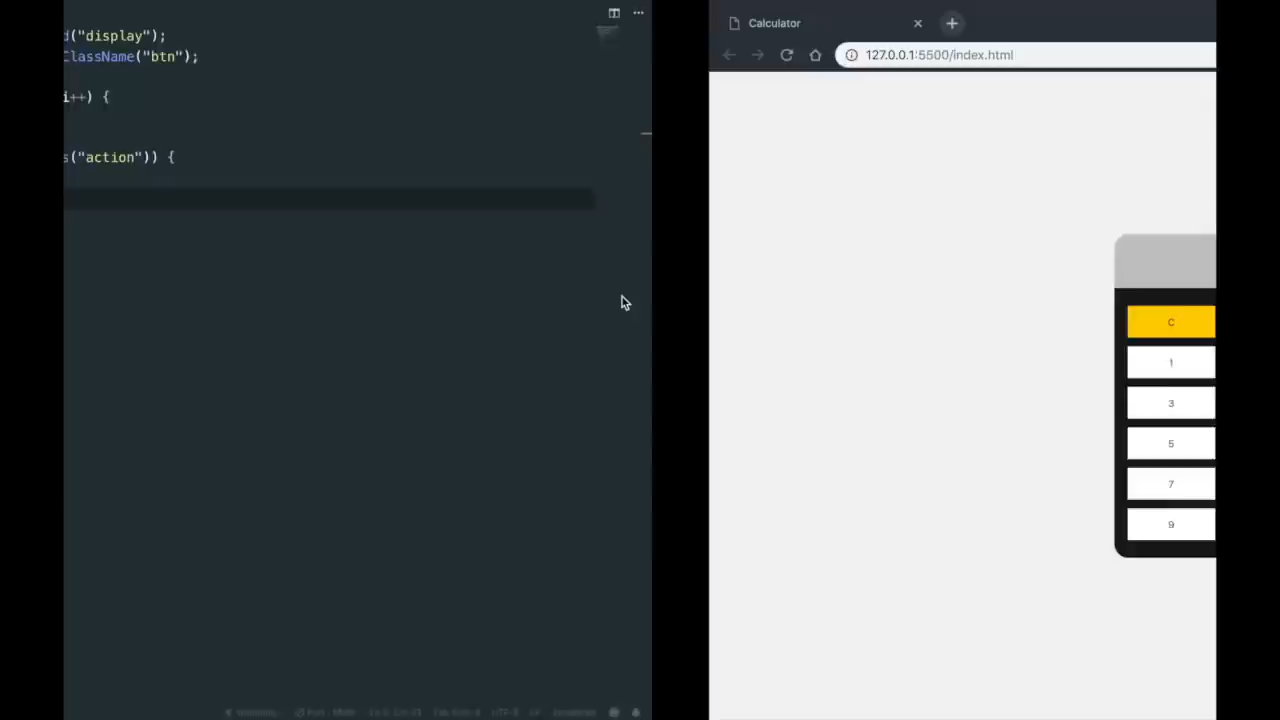 d("display");
ClassName("btn");
i++) {
s("action")) {
Calculator
127.0.0.1:5500/index.html
C
1
3
5
7
9